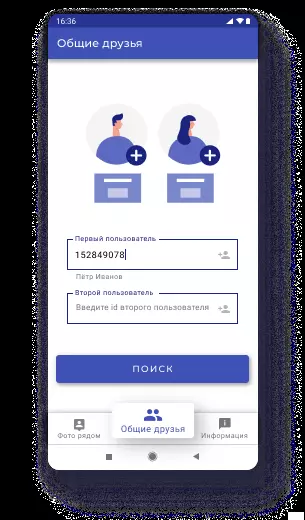 16:36
Общие друзья
Первый пользователь
152849078
Пётр Иванов
Второй пользователь
Введите id второго пользователя
ПОИСК
Фото рядом
Общие друзья
Информация